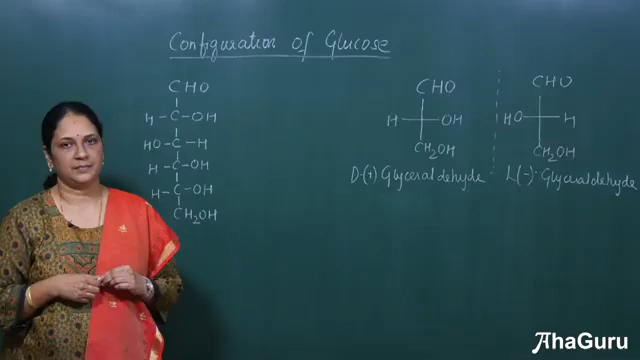 Configuration of Glucose
CHO
H-C-OH
HO-C-H
H-C-OH
H-C-OH
CH2OH
CHO
H OH
CH2OH
D-(+) Glyceraldehyde
CHO
HO H
CH2OH
L(-)-Glyceraldehyde
AhaGuru